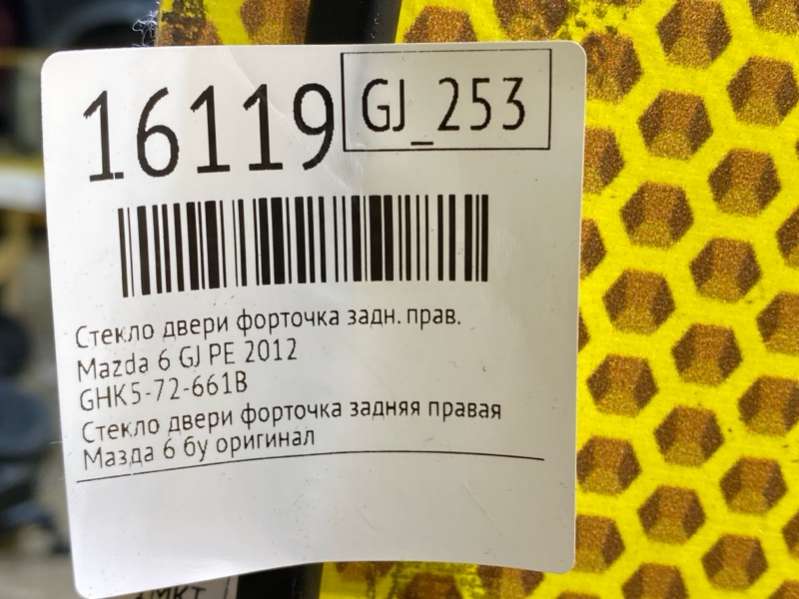 16119 GJ_253
Стекло двери форточка задн. прав.
Mazda 6 GJ PE 2012
GHK5-72-661B
Стекло двери форточка задняя правая
Мазда 6 бу оригинал